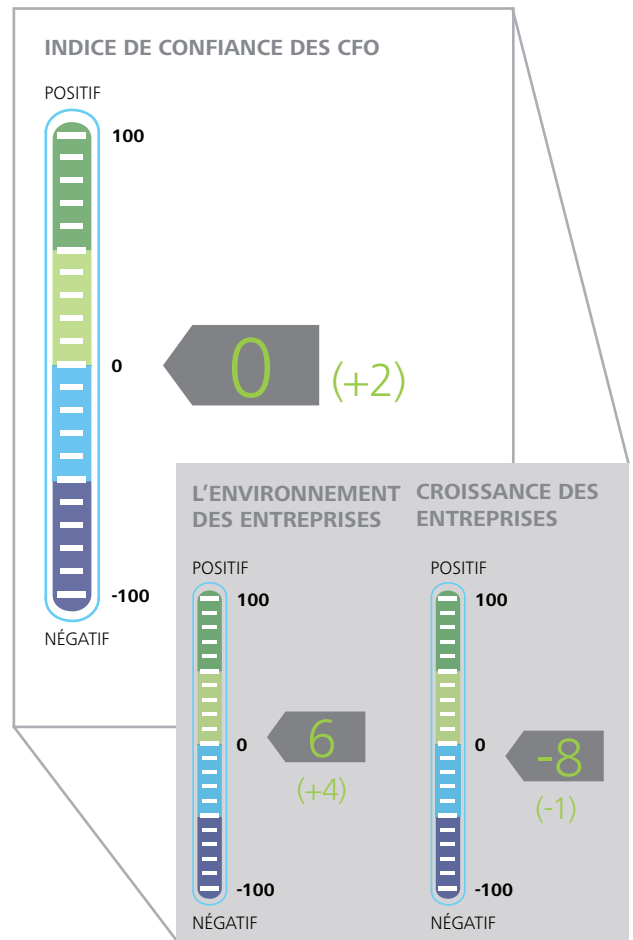 INDICE DE CONFIANCE DES CFO
POSITIF
100
0
0
(+2)
-100
NÉGATIF
L'ENVIRONNEMENT
DES ENTREPRISES
POSITIF
100
0
6
(+4)
-100
NÉGATIF
CROISSANCE DES
ENTREPRISES
POSITIF
100
0
-8
(-1)
-100
NÉGATIF